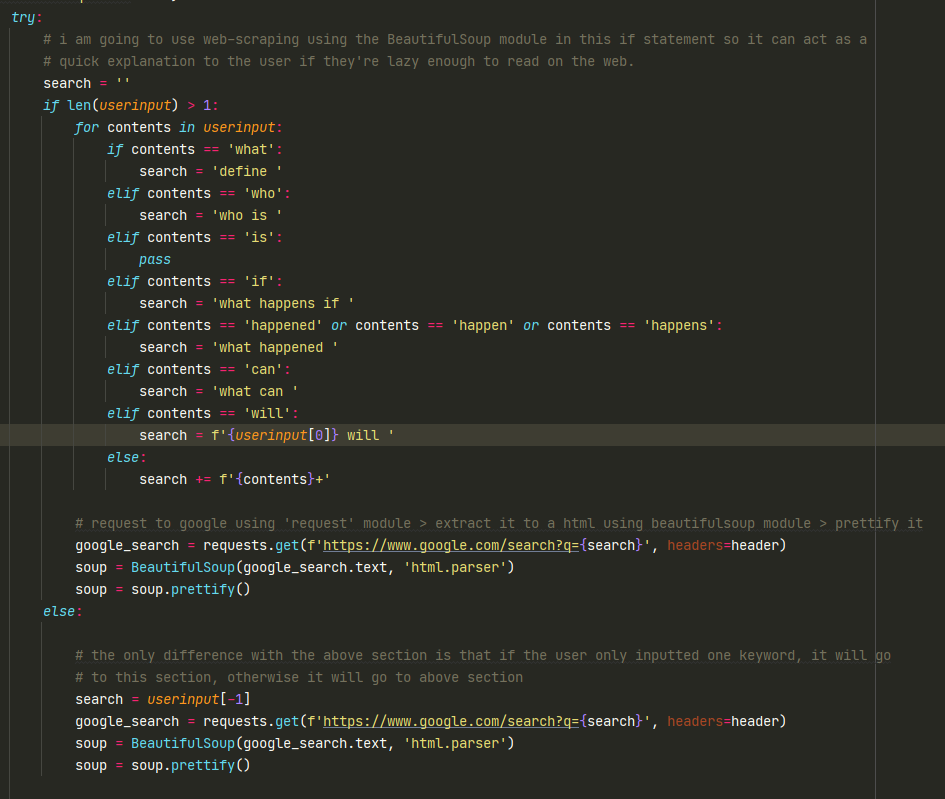 try:
    # i am going to use web-scraping using the BeautifulSoup module in this if statement so it can act as a
    # quick explanation to the user if they're lazy enough to read on the web.
    search = ''
    if len(userinput) > 1:
        for contents in userinput:
            if contents == 'what':
                search = 'define '
            elif contents == 'who':
                search = 'who is '
            elif contents == 'is':
                pass
            elif contents == 'if':
                search = 'what happens if '
            elif contents == 'happened' or contents == 'happen' or contents == 'happens':
                search = 'what happened '
            elif contents == 'can':
                search = 'what can '
            elif contents == 'will':
                search = f'{userinput[0]} will '
            else:
                search += f'{contents}+'

        # request to google using 'request' module > extract it to a html using beautifulsoup module > prettify it
        google_search = requests.get(f'https://www.google.com/search?q={search}', headers=header)
        soup = BeautifulSoup(google_search.text, 'html.parser')
        soup = soup.prettify()
    else:

        # the only difference with the above section is that if the user only inputted one keyword, it will go
        # to this section, otherwise it will go to above section
        search = userinput[-1]
        google_search = requests.get(f'https://www.google.com/search?q={search}', headers=header)
        soup = BeautifulSoup(google_search.text, 'html.parser')
        soup = soup.prettify()